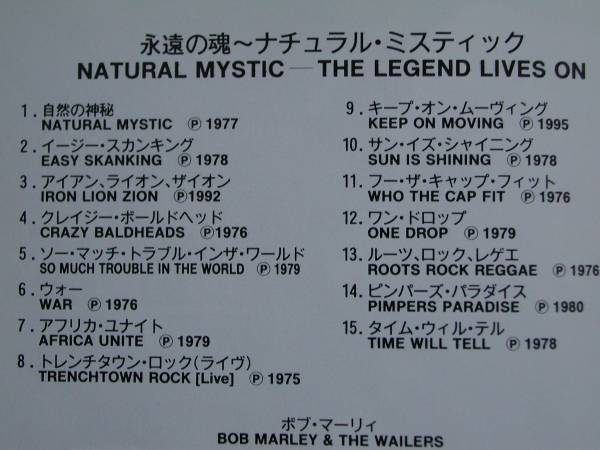 永遠の魂~ナチュラル・ミスティック
NATURAL MYSTIC — THE LEGEND LIVES ON
1. 自然の神秘
NATURAL MYSTIC ℗ 1977
2. イージー・スカンキング
EASY SKANKING ℗ 1978
3. アイアン、ライオン、ザイオン
IRON LION ZION ℗1992
4. クレイジー・ボールドヘッド
CRAZY BALDHEADS ℗1976
5. ソー・マッチ・トラブル・インザ・ワールド
SO MUCH TROUBLE IN THE WORLD ℗ 1979
6. ウォー
WAR ℗ 1976
7. アフリカ・ユナイト
AFRICA UNITE ℗ 1979
8. トレンチタウン・ロック(ライヴ)
TRENCHTOWN ROCK [Live] ℗ 1975
9. キープ・オン・ムーヴィング
KEEP ON MOVING ℗ 1995
10. サン・イズ・シャイニング
SUN IS SHINING ℗ 1978
11. フー・ザ・キャップ・フィット
WHO THE CAP FIT ℗ 1976
12. ワン・ドロップ
ONE DROP ℗ 1979
13. ルーツ、ロック、レゲエ
ROOTS ROCK REGGAE ℗ 1976
14. ピンパーズ・パラダイス
PIMPERS PARADISE ℗ 1980
15. タイム・ウィル・テル
TIME WILL TELL ℗ 1978
ボブ・マーリィ
BOB MARLEY & THE WAILERS